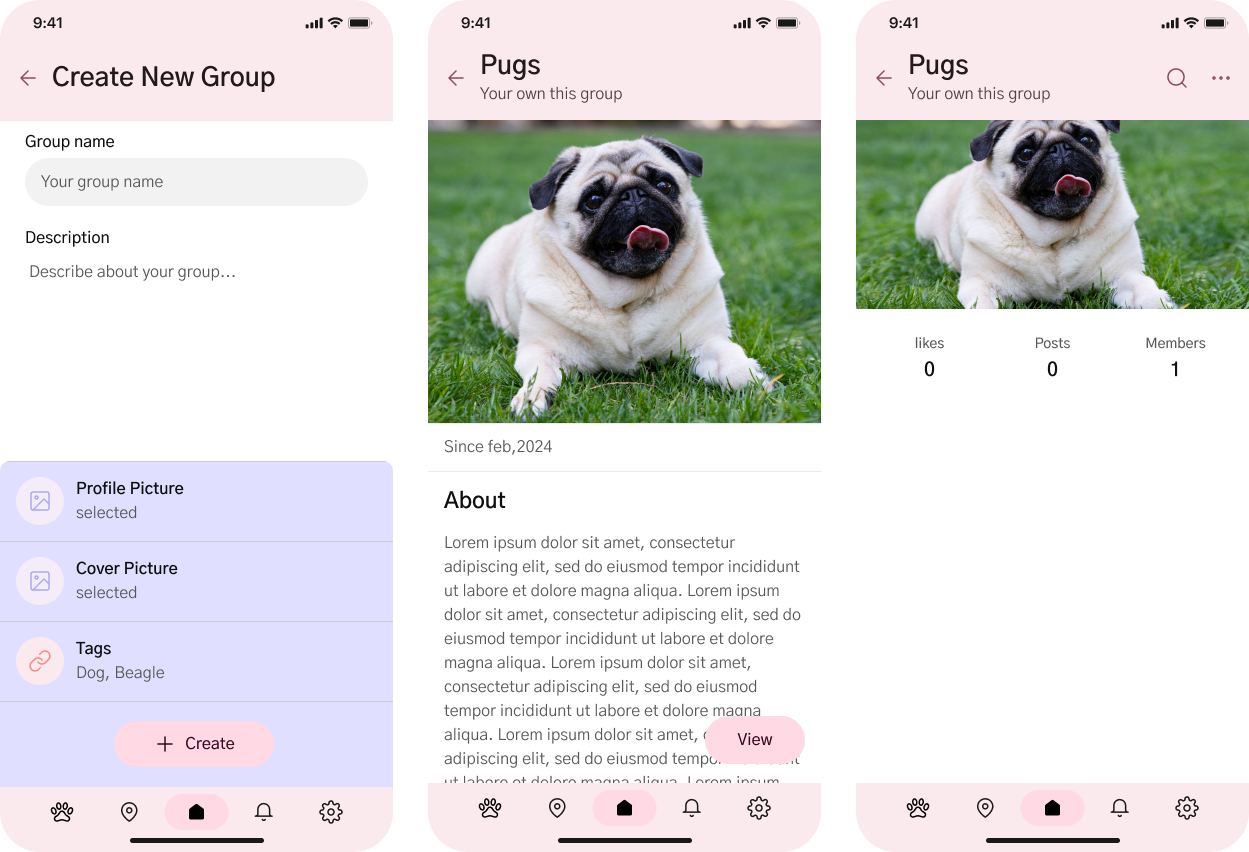 9:41
Create New Group
Group name
Your group name
Description
Describe about your group...
Profile Picture
selected
Cover Picture
selected
Tags
Dog, Beagle
Create
9:41
Pugs
Your own this group
Since feb,2024
About
Lorem ipsum dolor sit amet, consectetur
adipiscing elit, sed do eiusmod tempor incididunt
ut labore et dolore magna aliqua. Lorem ipsum
dolor sit amet, consectetur adipiscing elit, sed do
eiusmod tempor incididunt ut labore et dolore
magna aliqua. Lorem ipsum dolor sit amet,
consectetur adipiscing elit, sed do eiusmod
tempor incididunt ut labore et dolore magna
aliqua. Lorem ipsum dolor sit amet,
adipiscing elit, sed do eiusmod tempor
ut labore et dolore magna aliqua. Lorem ipsum
View
9:41
Pugs
Your own this group
likes
Posts
Members
0
0
1